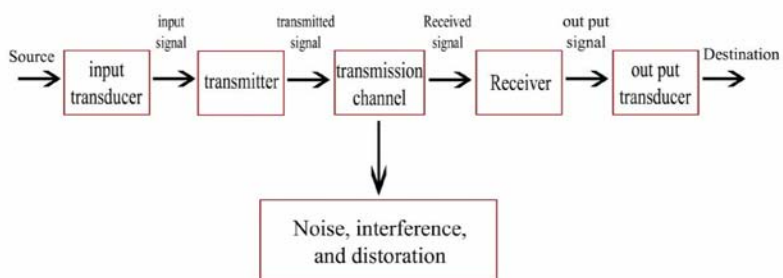 Source
input
transducer
input
signal
transmitter
transmitted
signal
transmission
channel
Received
signal
Receiver
out put
signal
out put
transducer
Destination
Noise, interference,
and distoration